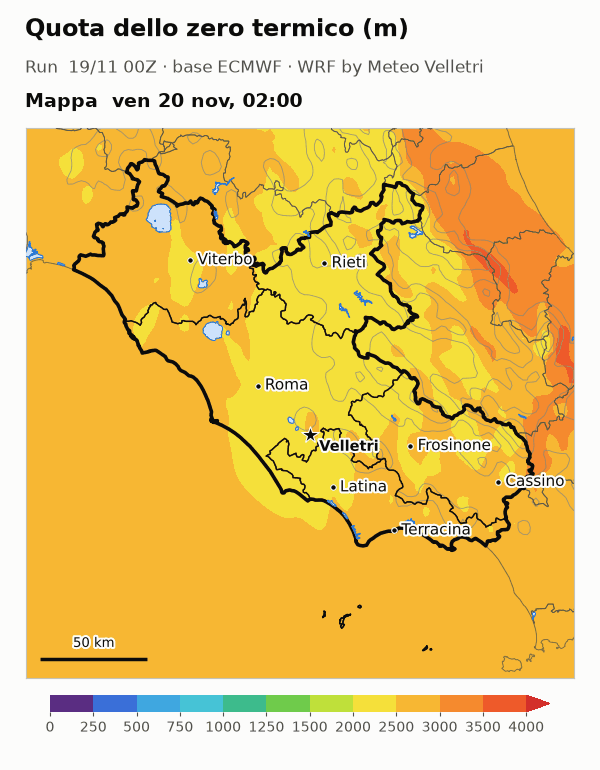 Quota dello zero termico (m)
Run  19/11 00Z · base ECMWF · WRF by Meteo Velletri
Mappa  ven 20 nov, 02:00
Viterbo
Rieti
Roma
Velletri
Frosinone
Cassino
Latina
Terracina
50 km
0 250 500 750 1000 1250 1500 2000 2500 3000 3500 4000